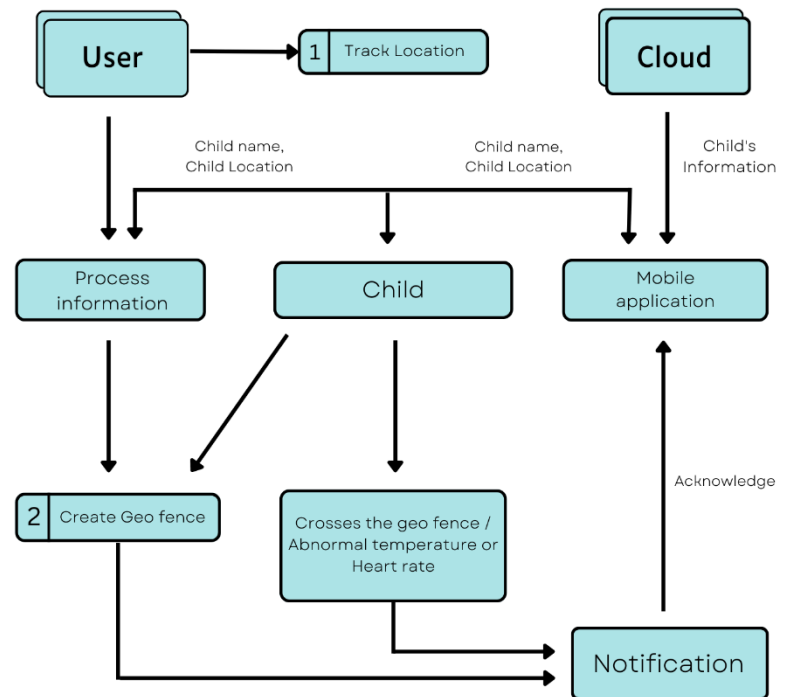 User
1
Track Location
Cloud
Child name,
Child Location
Child name,
Child Location
Child's
Information
Process
information
Child
Mobile
application
Acknowledge
2
Create Geo fence
Crosses the geo fence /
Abnormal temperature or
Heart rate
Notification